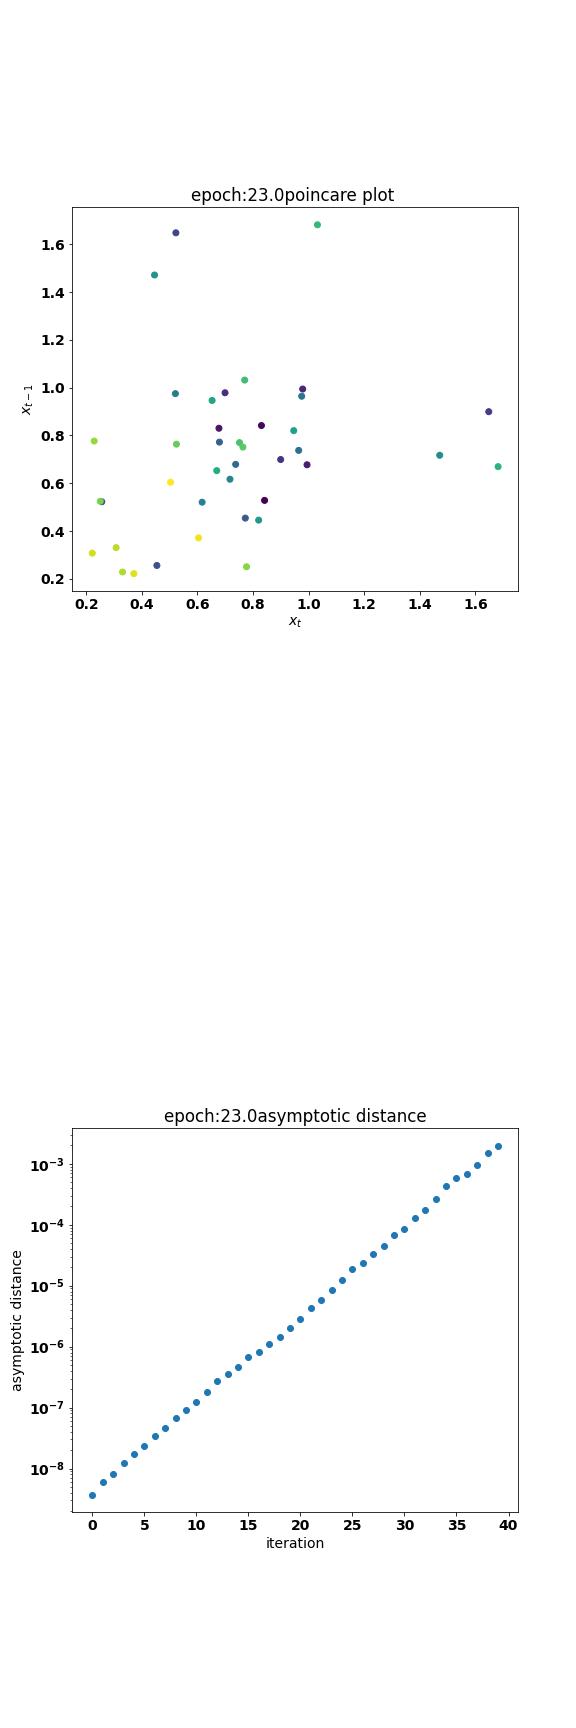 epoch:23.0poincare plot
1.6
1.4
1.2
1.0
0.8
0.6
0.4
0.2
x_{t-1}
0.2 0.4 0.6 0.8 1.0 1.2 1.4 1.6
x_t
epoch:23.0asymptotic distance
10^{-3}
10^{-4}
10^{-5}
10^{-6}
10^{-7}
10^{-8}
asymptotic distance
0 5 10 15 20 25 30 35 40
iteration